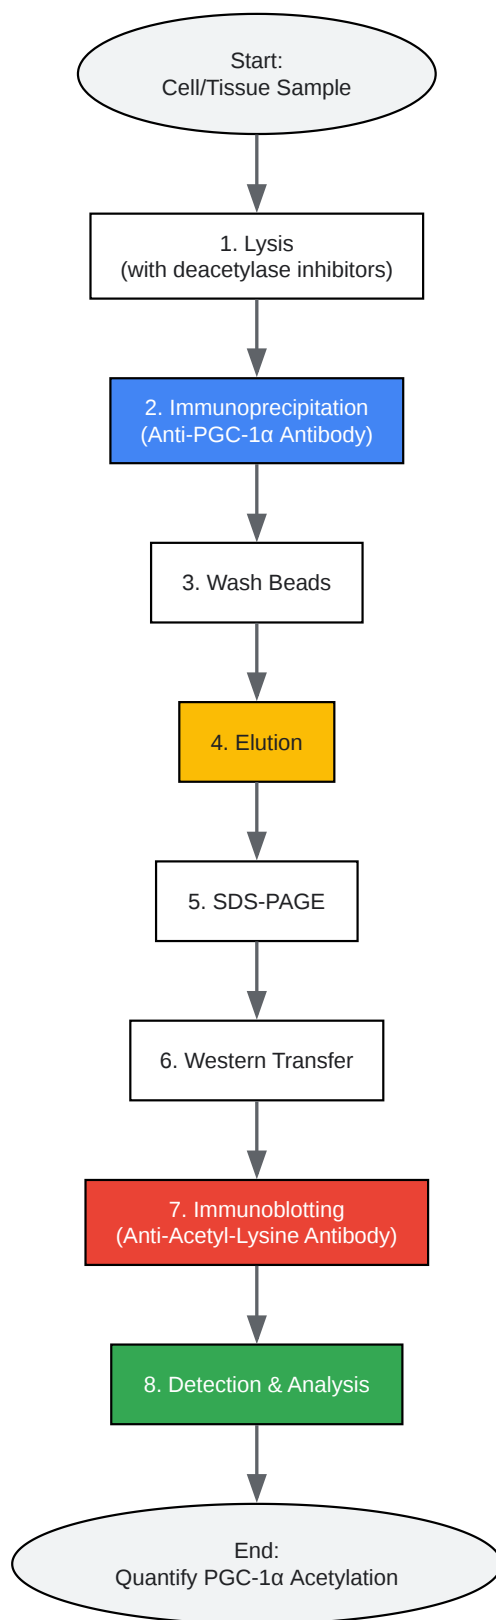 Start:
Cell/Tissue Sample
1. Lysis
(with deacetylase inhibitors)
2. Immunoprecipitation
(Anti-PGC-1α Antibody)
3. Wash Beads
4. Elution
5. SDS-PAGE
6. Western Transfer
7. Immunoblotting
(Anti-Acetyl-Lysine Antibody)
8. Detection & Analysis
End:
Quantify PGC-1α Acetylation